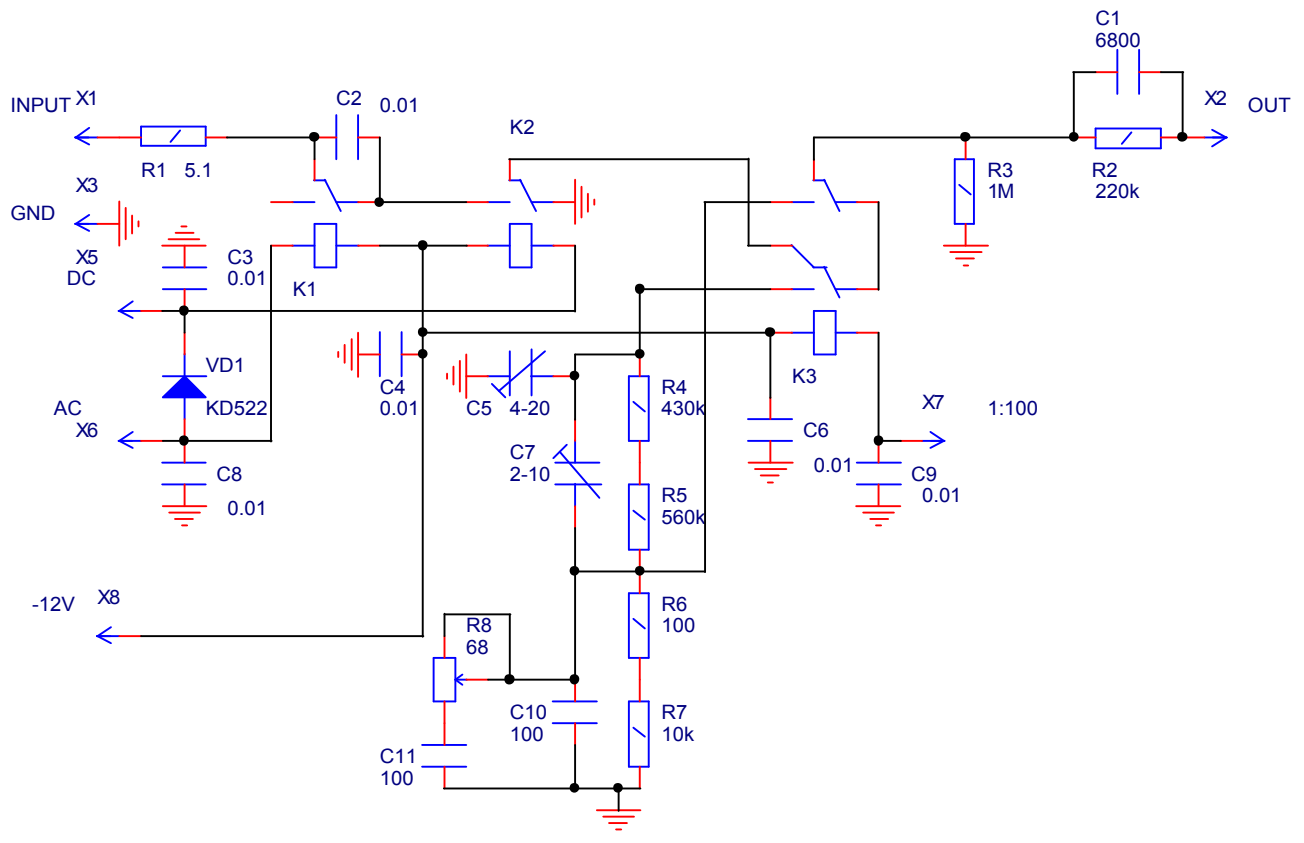 C1
6800
INPUT X1
C2 0.01
K2
X2 OUT
R1 5.1
R3
1M
R2
220k
X3
GND
X5
DC
C3
0.01
K1
VD1
KD522
C4
0.01
C5 4-20
R4
430k
K3
X7 1:100
AC
X6
C7
2-10
C6
0.01
C8
0.01
R5
560k
C9
0.01
-12V X8
R8
68
R6
100
C10
100
R7
10k
C11
100